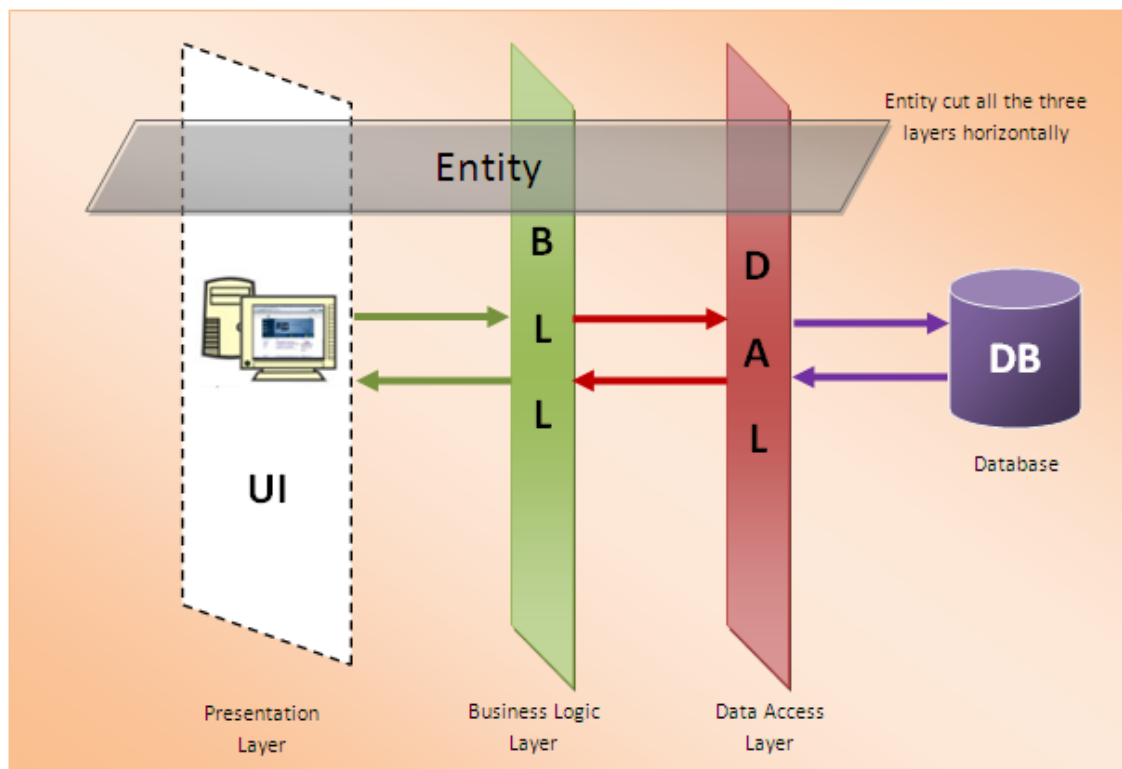 Entity cut all the three
layers horizontally
Entity
B
L
L
D
A
L
UI
DB
Database
Presentation
Layer
Business Logic
Layer
Data Access
Layer